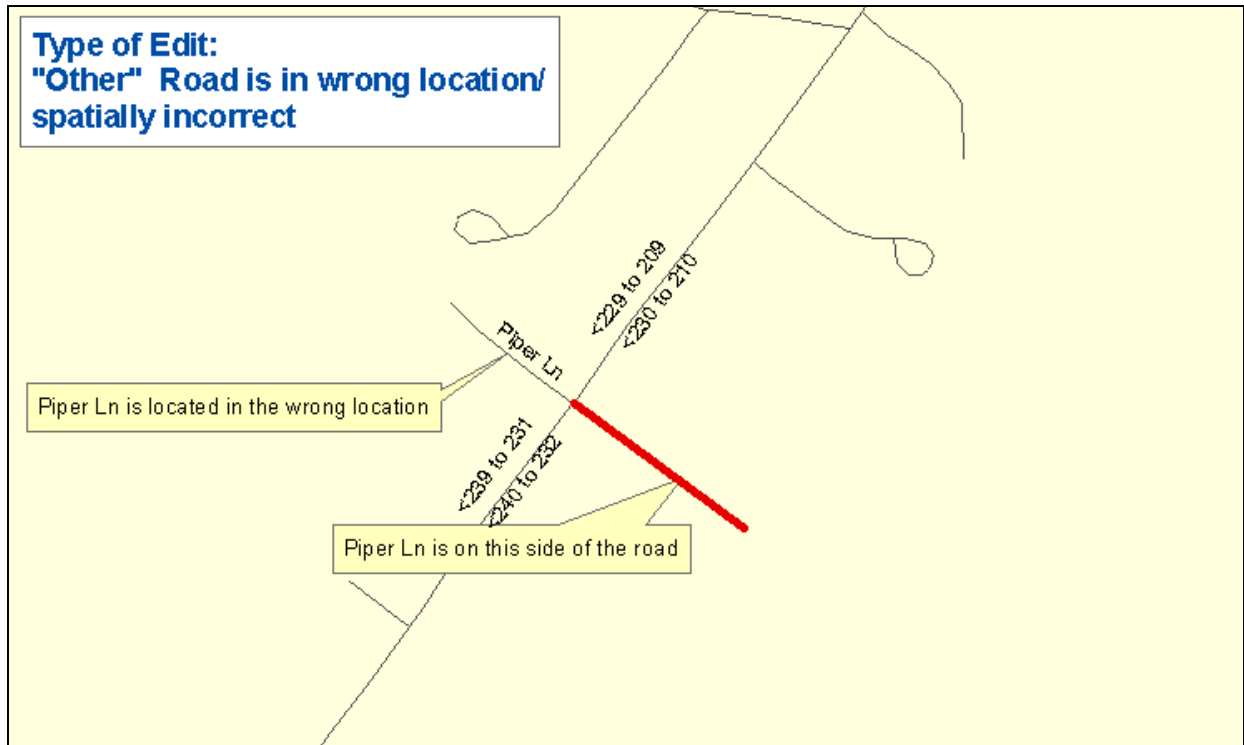 Type of Edit:
"Other" Road is in wrong location/
spatially incorrect
<229 to 209
<230 to 210
Piper Ln
Piper Ln is located in the wrong location
<239 to 231
<240 to 232
Piper Ln is on this side of the road